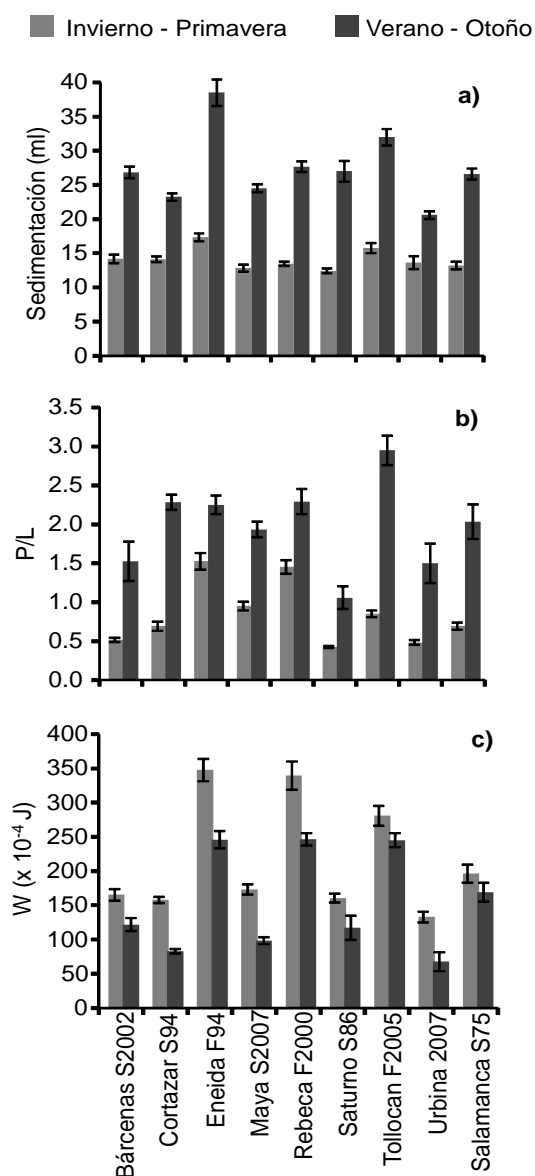 Invierno - Primavera
Verano - Otoño
a)
Sedimentación (ml)
40
35
30
25
20
15
10
5
0
b)
P/L
3.5
3.0
2.5
2.0
1.5
1.0
0.5
0.0
c)
W (x 10⁻⁴ J)
400
350
300
250
200
150
100
50
0
Bárcenas S2002
Cortazar S94
Eneida F94
Maya S2007
Rebeca F2000
Saturno S86
Tollocan F2005
Urbina 2007
Salamanca S75